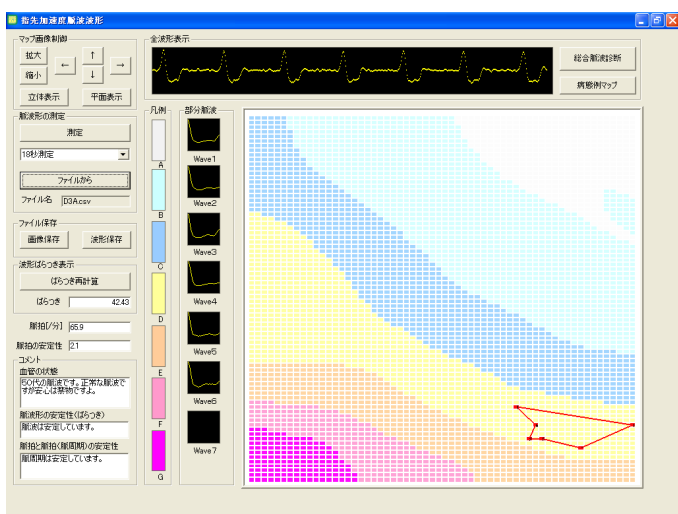 指先加速度脈波波形
マップ画像制御
拡大
↑
←
→
縮小
↓
立体表示
平面表示
脈波形の測定
測定
18秒測定
ファイルから
ファイル名
D3A.csv
ファイル保存
画像保存
波形保存
波形ばらつき表示
ばらつき再計算
ばらつき
42.43
脈拍[/分]
65.9
脈拍の安定性
2.1
コメント
血管の状態
50代の脈波です。正常な脈波で
すが安心は禁物ですよ。
脈波形の安定性(ばらつき)
脈波は安定しています。
脈拍と脈拍(脈周期)の安定性
脈周期は安定しています。
全波形表示
総合脈波診断
病態例マップ
凡例
A
B
C
D
E
F
G
部分脈波
Wave1
Wave2
Wave3
Wave4
Wave5
Wave6
Wave7